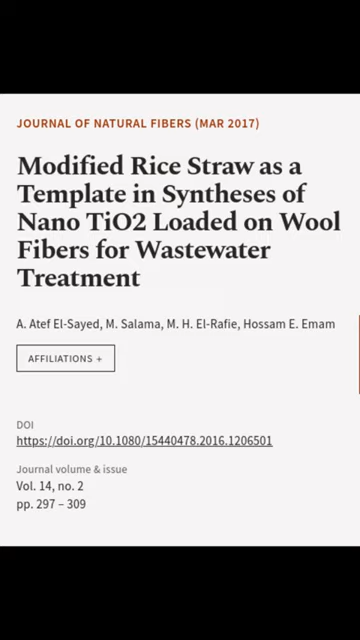 JOURNAL OF NATURAL FIBERS (MAR 2017)
Modified Rice Straw as a
Template in Syntheses of
Nano TiO2 Loaded on Wool
Fibers for Wastewater
Treatment
A. Atef El-Sayed, M. Salama, M. H. El-Rafie, Hossam E. Emam
AFFILIATIONS +
DOI
https://doi.org/10.1080/15440478.2016.1206501
Journal volume & issue
Vol. 14, no. 2
pp. 297 – 309